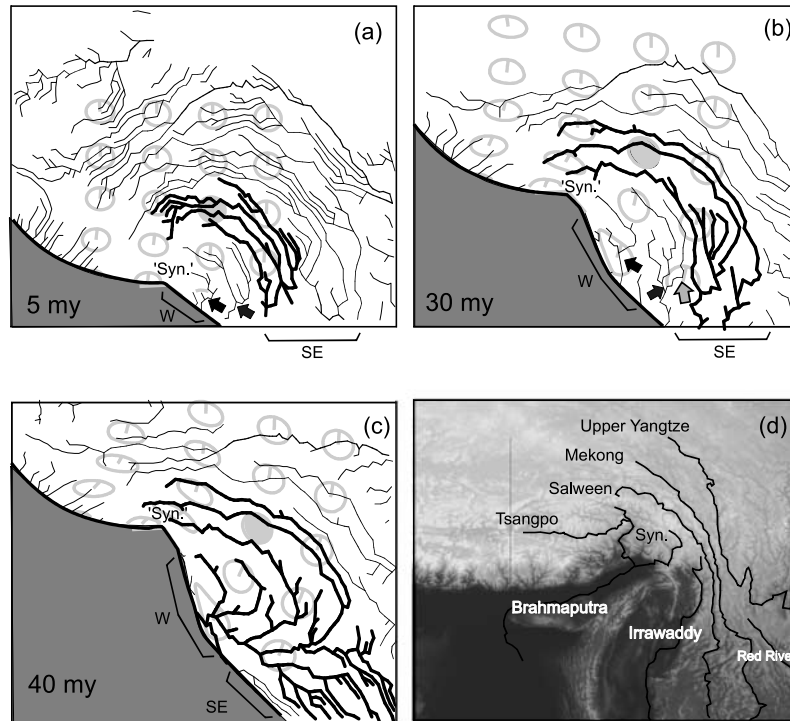 (a)
'Syn.'
5 my
W
SE
(b)
'Syn.'
W
30 my
SE
(c)
'Syn.'
W
40 my
SE
(d)
Upper Yangtze
Mekong
Salween
Tsangpo
Syn.
Brahmaputra
Irrawaddy
Red River